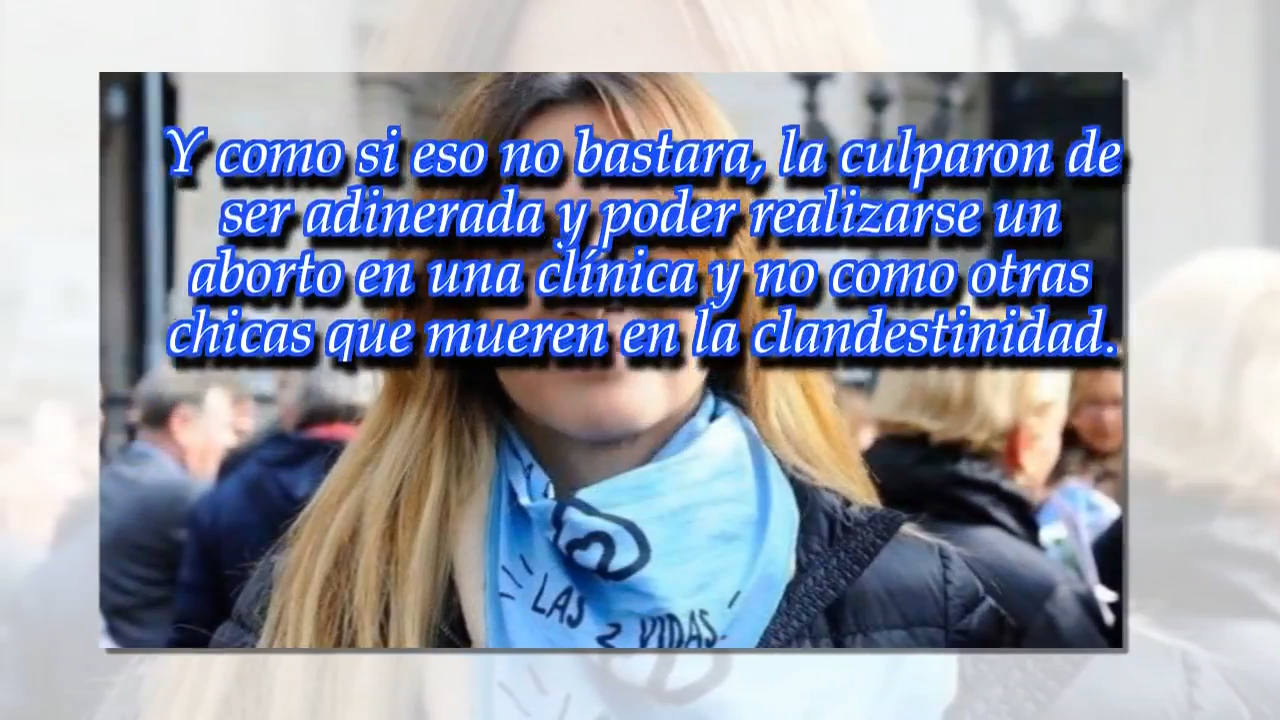 Y como si eso no bastara, la culparon de
ser adinerada y poder realizarse un
aborto en una clínica y no como otras
chicas que mueren en la clandestinidad.
LAS 2 VIDAS